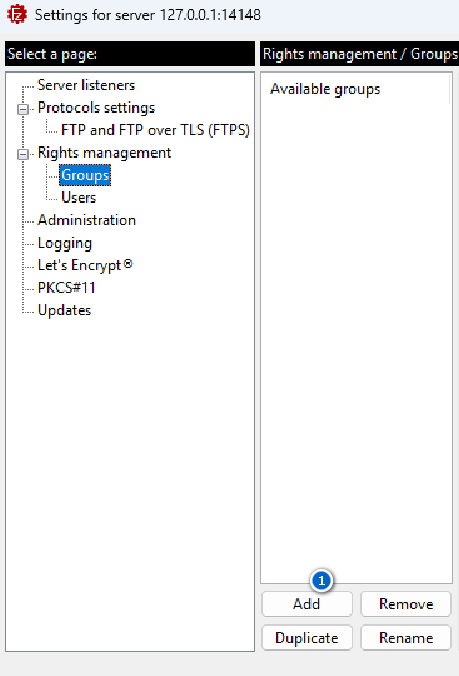 Settings for server 127.0.0.1:14148
Select a page:
Rights management / Groups
Server listeners
Protocols settings
FTP and FTP over TLS (FTPS)
Rights management
Groups
Users
Administration
Logging
Let's Encrypt®
PKCS#11
Updates
Available groups
1
Add
Remove
Duplicate
Rename